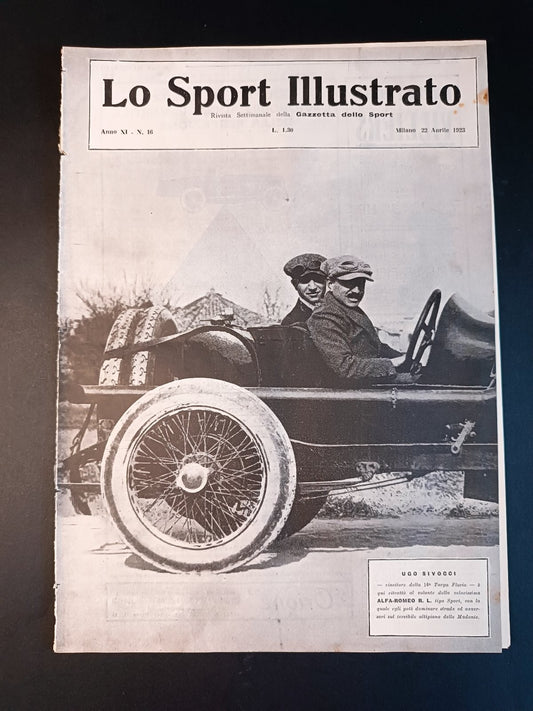 Lo Sport Illustrato
Rivista Settimanale della Gazzetta dello Sport
Anno XI - N. 16 L. 1.30 Milano 22 Aprile 1923
UGO SIVOCCI
— vincitore della 14ª Targa Florio — è
qui ritratto al volante della velocissima
ALFA-ROMEO R. L. tipo Sport, con la
quale egli poté dominare strada ed avver-
sari sul terribile altipiano delle Madonie.